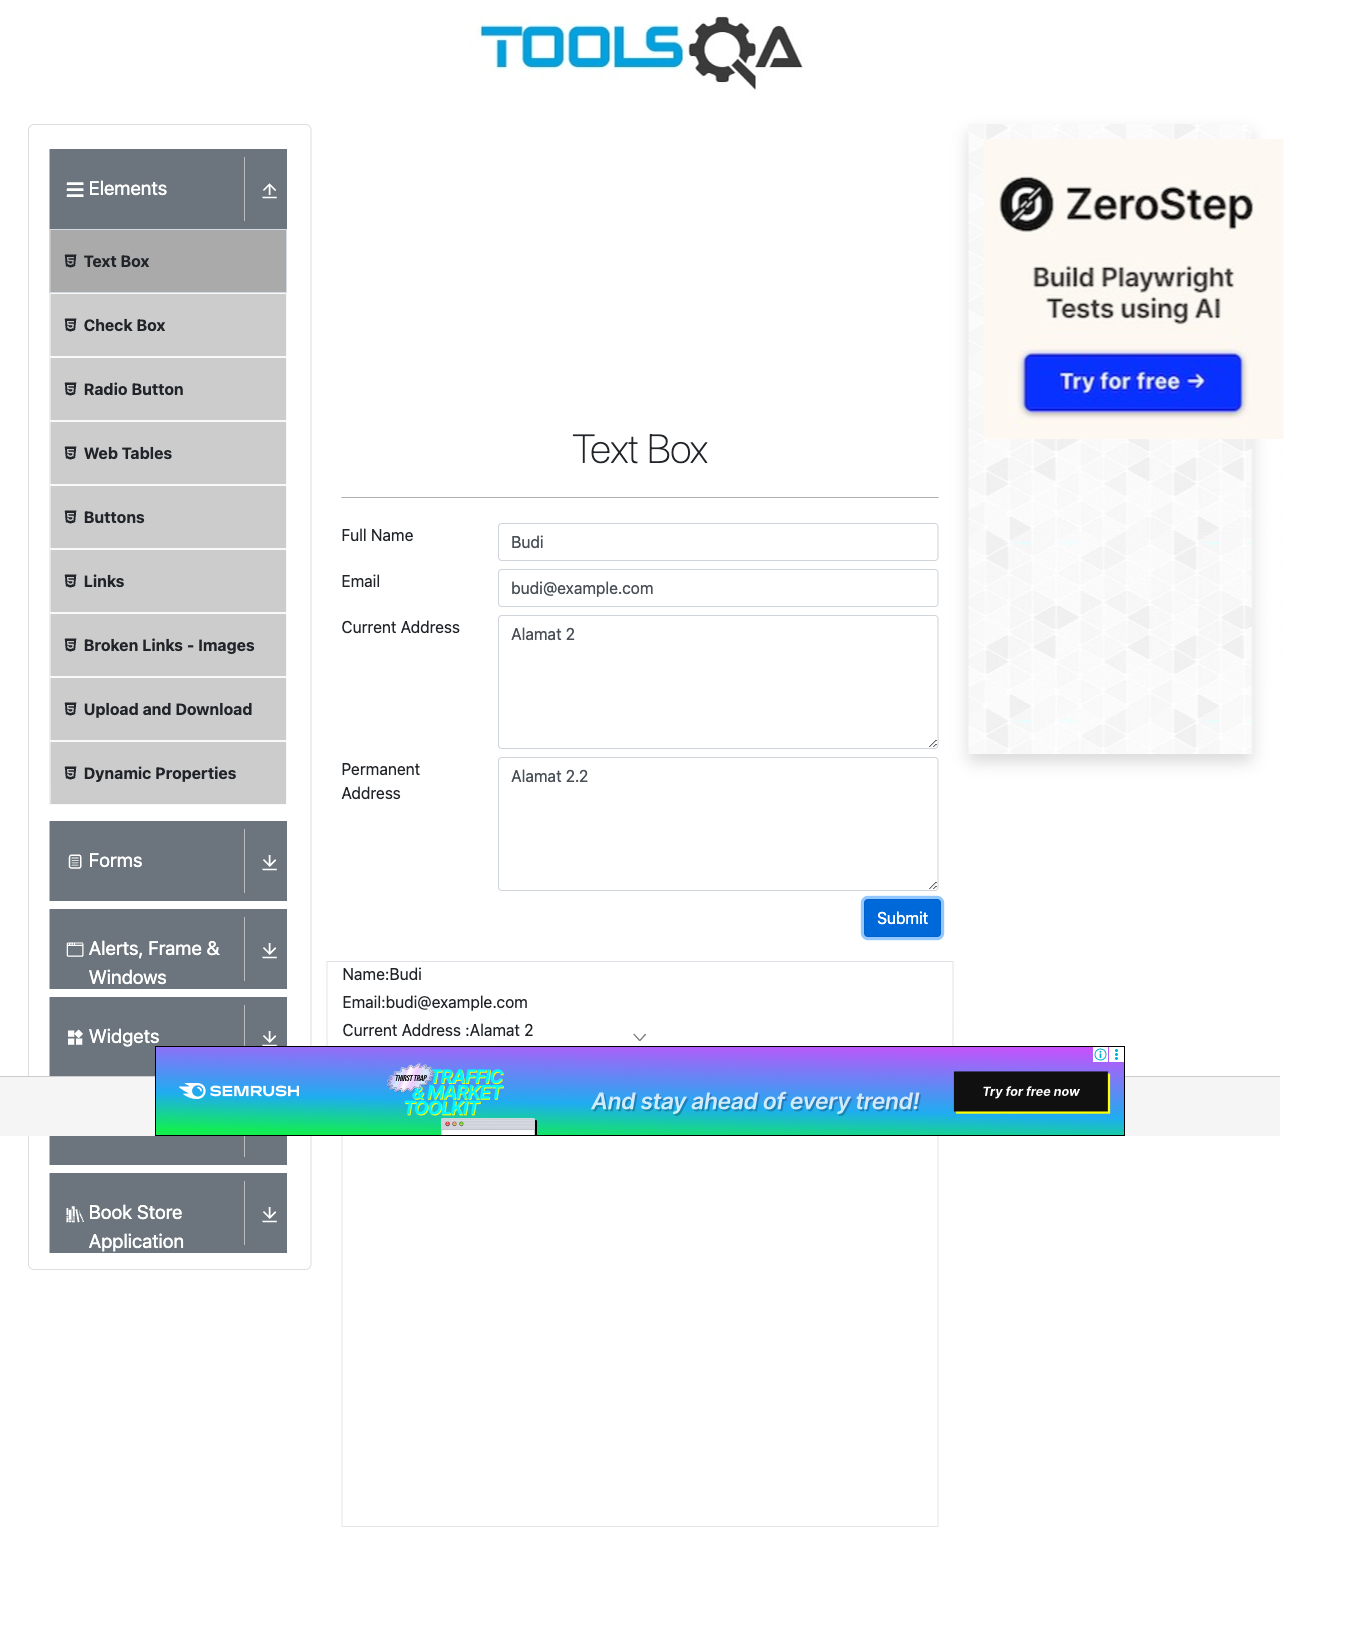 TOOLSQA
Elements
Text Box
Check Box
Radio Button
Web Tables
Buttons
Links
Broken Links - Images
Upload and Download
Dynamic Properties
Forms
Alerts, Frame &
Windows
Widgets
Book Store
Application
Text Box
Full Name
Budi
Email
budi@example.com
Current Address
Alamat 2
Permanent
Address
Alamat 2.2
Submit
Name:Budi
Email:budi@example.com
Current Address :Alamat 2
ZeroStep
Build Playwright
Tests using AI
Try for free →
SEMRUSH
THIRST TRAP
TRAFFIC
& MARKET
TOOLKIT
And stay ahead of every trend!
Try for free now